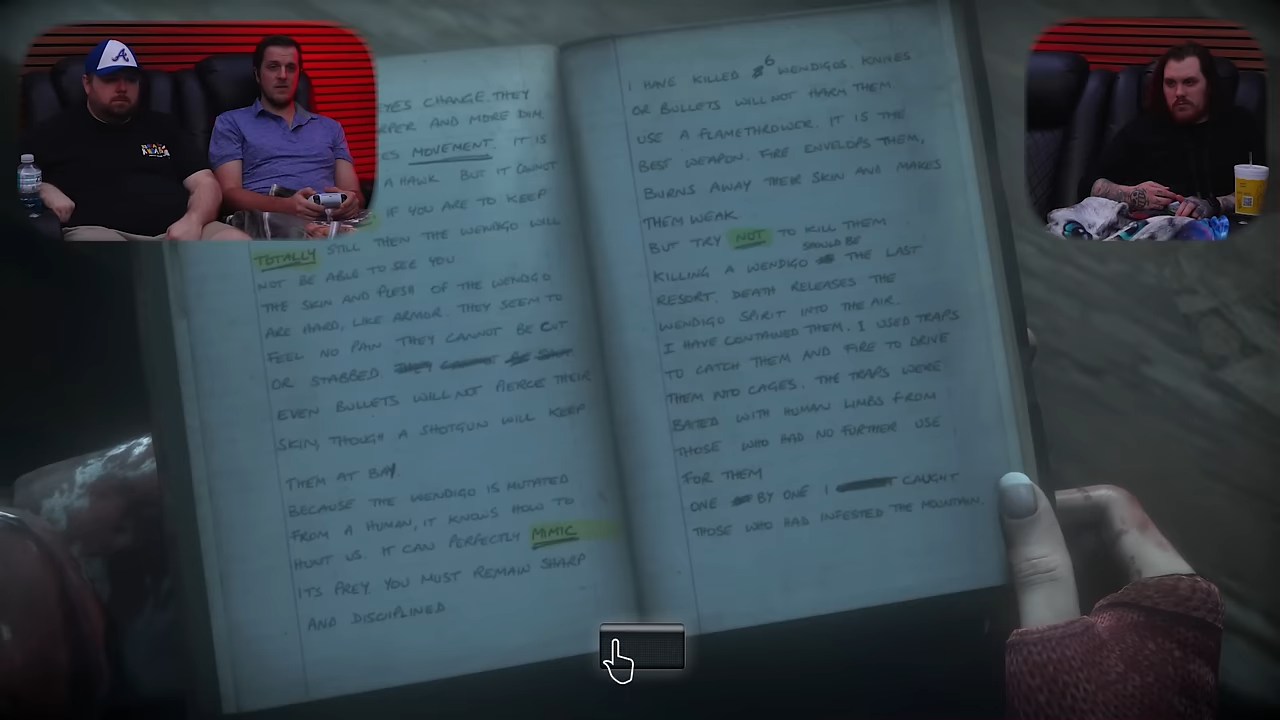 A
YES CHANGE. THEY
RPER AND MORE DIM
ES MOVEMENT. IT IS
A HAWK BUT IT CANNOT
IF YOU ARE TO KEEP
TOTALLY STILL THEN THE WENDIGO WILL
NOT BE ABLE TO SEE YOU
THE SKIN AND FLESH OF THE WENDIGO
ARE HARD, LIKE ARMOR. THEY SEEM TO
FEEL NO PAIN THEY CANNOT BE CUT
OR STABBED THEY CANNOT BE SHOT
EVEN BULLETS WILL NOT PIERCE THEIR
SKIN, THOUGH A SHOTGUN WILL KEEP
THEM AT BAY
BECAUSE THE WENDIGO IS MUTATED
FROM A HUMAN, IT KNOWS HOW TO
HUNT US. IT CAN PERFECTLY MIMIC
ITS PREY. YOU MUST REMAIN SHARP
AND DISCIPLINED
I HAVE KILLED 6 WENDIGOS. KNIVES
OR BULLETS WILL NOT HARM THEM.
USE A FLAMETHROWER. IT IS THE
BEST WEAPON. FIRE ENVELOPS THEM,
BURNS AWAY THEIR SKIN AND MAKES
THEM WEAK
BUT TRY NOT TO KILL THEM
SHOULD BE
KILLING A WENDIGO THE LAST
RESORT. DEATH RELEASES THE
WENDIGO SPIRIT INTO THE AIR.
I HAVE CONTAINED THEM. I USED TRAPS
TO CATCH THEM AND FIRE TO DRIVE
THEM INTO CAGES. THE TRAPS WERE
BAITED WITH HUMAN LIMBS FROM
THOSE WHO HAD NO FURTHER USE
FOR THEM
ONE BY ONE I CAUGHT
THOSE WHO HAD INFESTED THE MOUNTAIN.